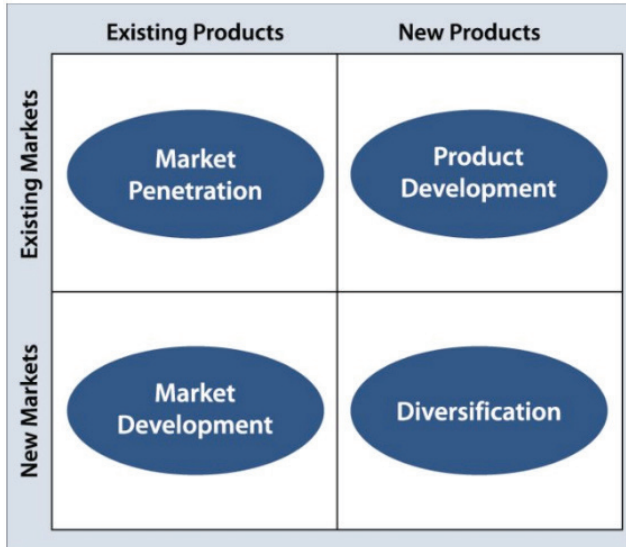 Existing Products
New Products
Existing Markets
Market
Penetration
Product
Development
New Markets
Market
Development
Diversification